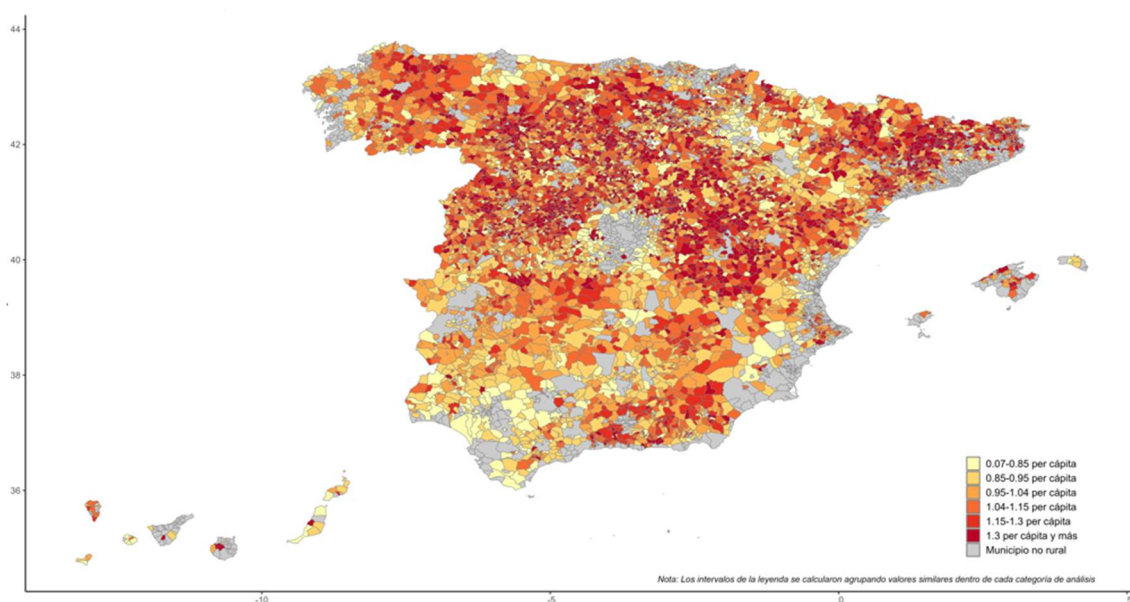 44
42
40
38
36
0.07-0.85 per cápita
0.85-0.95 per cápita
0.95-1.04 per cápita
1.04-1.15 per cápita
1.15-1.3 per cápita
1.3 per cápita y más
Municipio no rural
Nota: Los intervalos de la leyenda se calcularon agrupando valores similares dentro de cada categoría de análisis
-10
-5
0
5